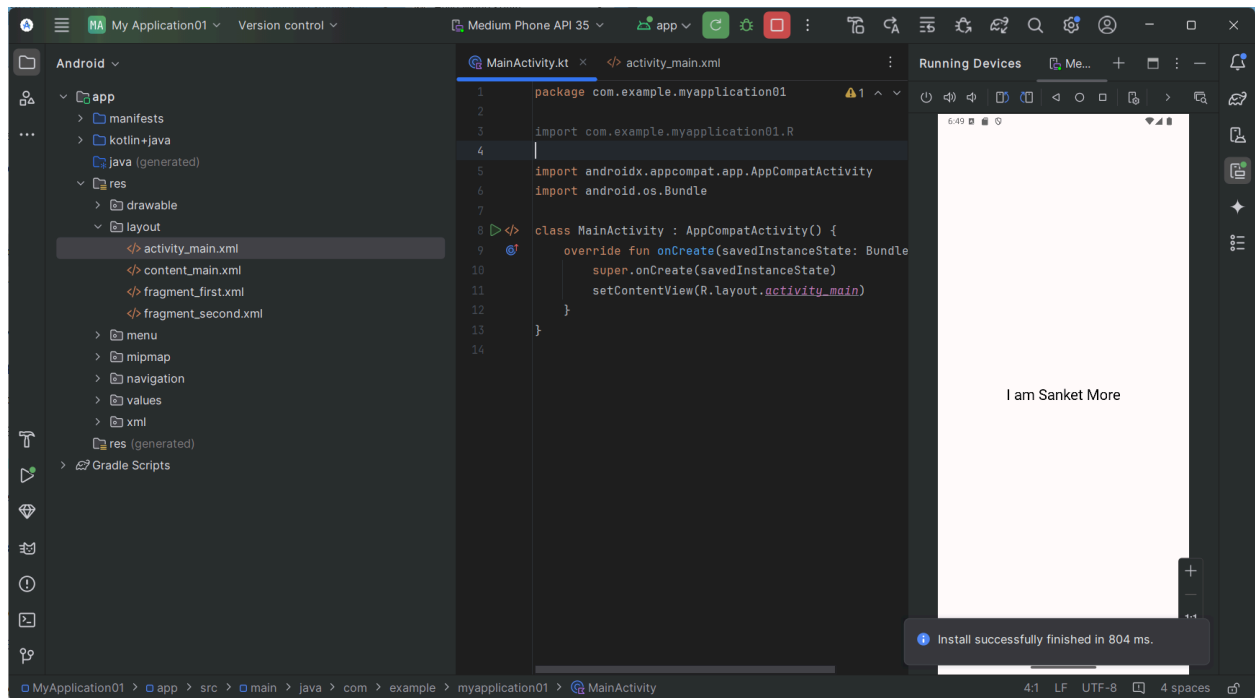 MA My Application01 Version control Medium Phone API 35 app
Android
app
manifests
kotlin+java
java (generated)
res
drawable
layout
</> activity_main.xml
</> content_main.xml
</> fragment_first.xml
</> fragment_second.xml
menu
mipmap
navigation
values
xml
res (generated)
Gradle Scripts
MainActivity.kt
</> activity_main.xml
1 package com.example.myapplication01
1
2
3 import com.example.myapplication01.R
4
5 import androidx.appcompat.app.AppCompatActivity
6 import android.os.Bundle
7
8 </> class MainActivity : AppCompatActivity() {
9 override fun onCreate(savedInstanceState: Bundle
10 super.onCreate(savedInstanceState)
11 setContentView(R.layout.activity_main)
12 }
13 }
14
Running Devices Me...
6:49
I am Sanket More
1:1
Install successfully finished in 804 ms.
MyApplication01 > app > src > main > java > com > example > myapplication01 > MainActivity
4:1 LF UTF-8 4 spaces